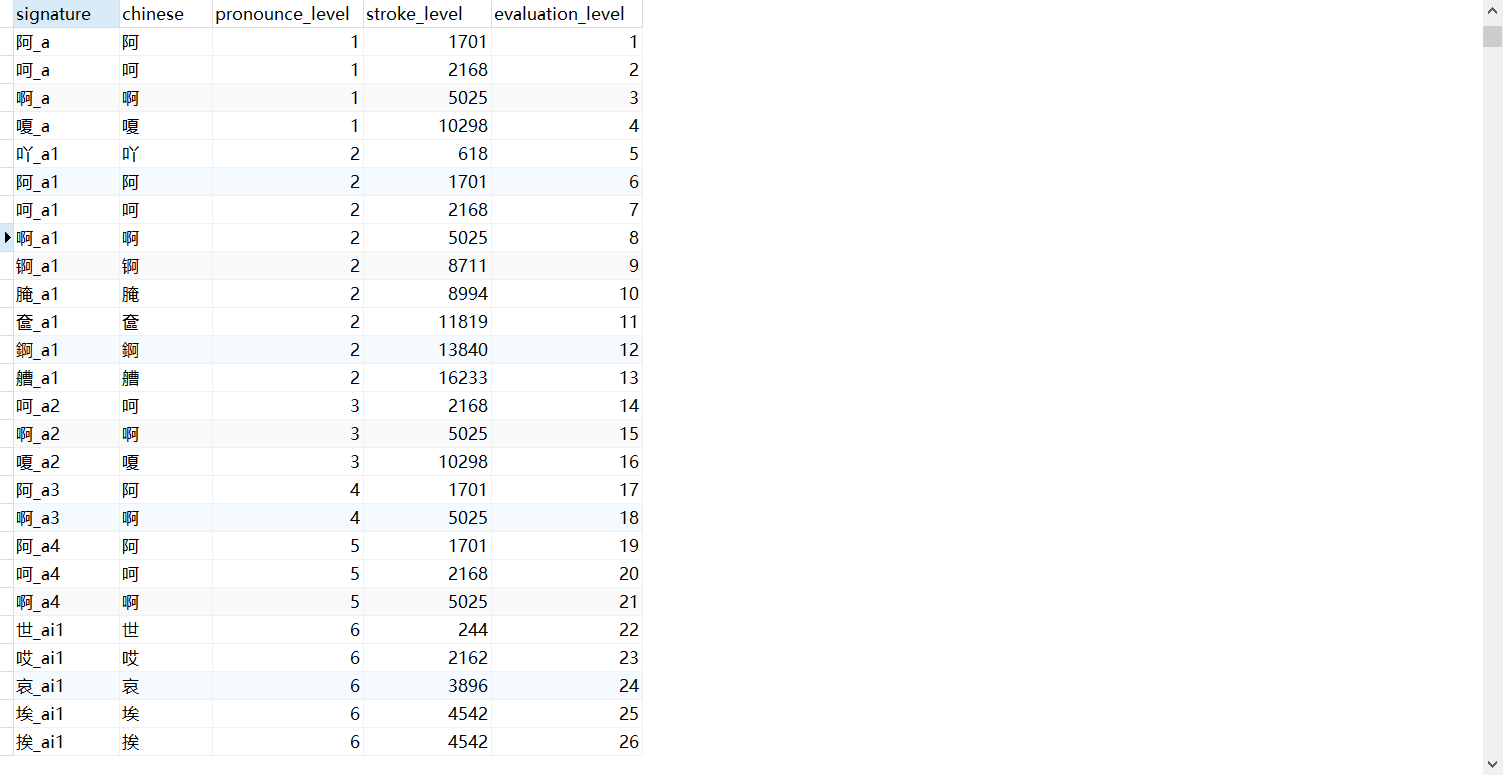 signature chinese pronounce_level stroke_level evaluation_level
阿_a 阿 1 1701 1
呵_a 呵 1 2168 2
啊_a 啊 1 5025 3
嗄_a 嗄 1 10298 4
吖_a1 吖 2 618 5
阿_a1 阿 2 1701 6
呵_a1 呵 2 2168 7
啊_a1 啊 2 5025 8
锕_a1 锕 2 8711 9
腌_a1 腌 2 8994 10
䶞_a1 䶞 2 11819 11
錒_a1 錒 2 13840 12
艚_a1 艚 2 16233 13
呵_a2 呵 3 2168 14
啊_a2 啊 3 5025 15
嗄_a2 嗄 3 10298 16
阿_a3 阿 4 1701 17
啊_a3 啊 4 5025 18
阿_a4 阿 5 1701 19
呵_a4 呵 5 2168 20
啊_a4 啊 5 5025 21
世_ai1 世 6 244 22
哎_ai1 哎 6 2162 23
哀_ai1 哀 6 3896 24
埃_ai1 埃 6 4542 25
挨_ai1 挨 6 4542 26